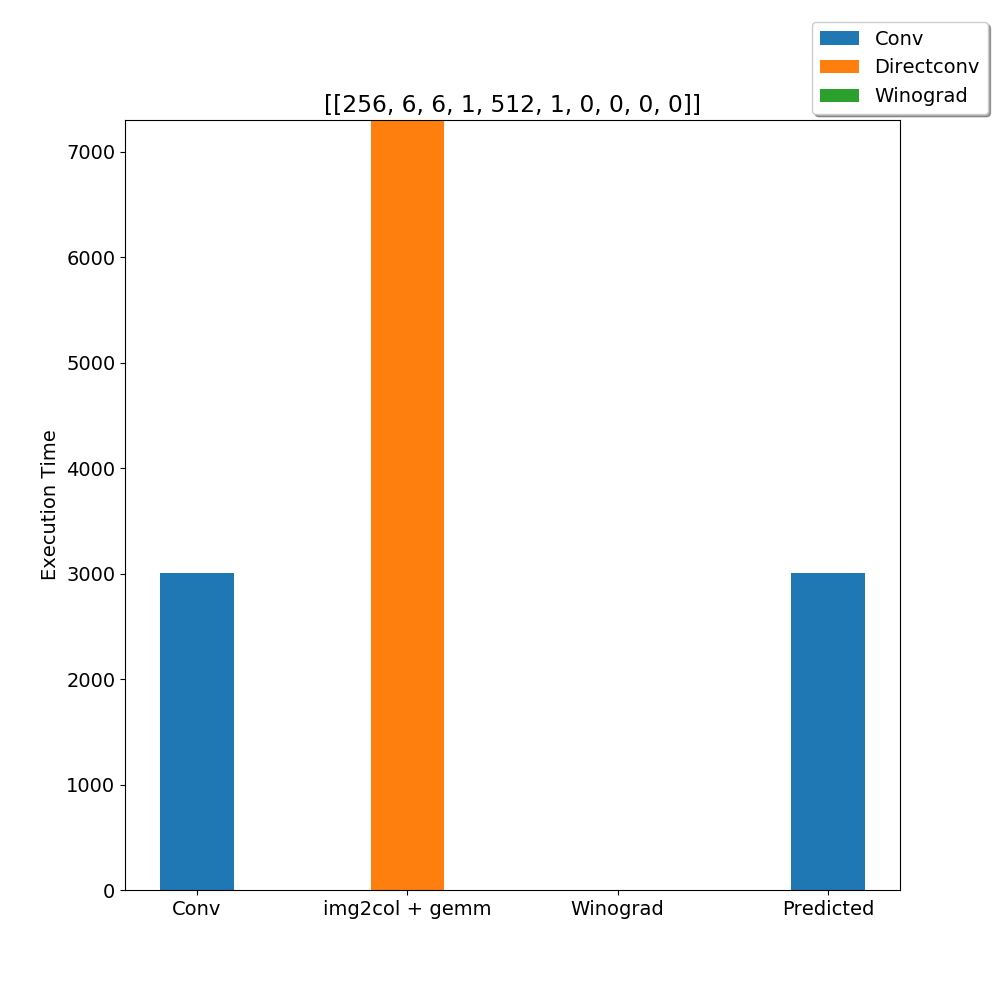 Conv
Directconv
Winograd
[[256, 6, 6, 1, 512, 1, 0, 0, 0, 0]]
7000
6000
5000
4000
3000
2000
1000
0
Execution Time
Conv
img2col + gemm
Winograd
Predicted